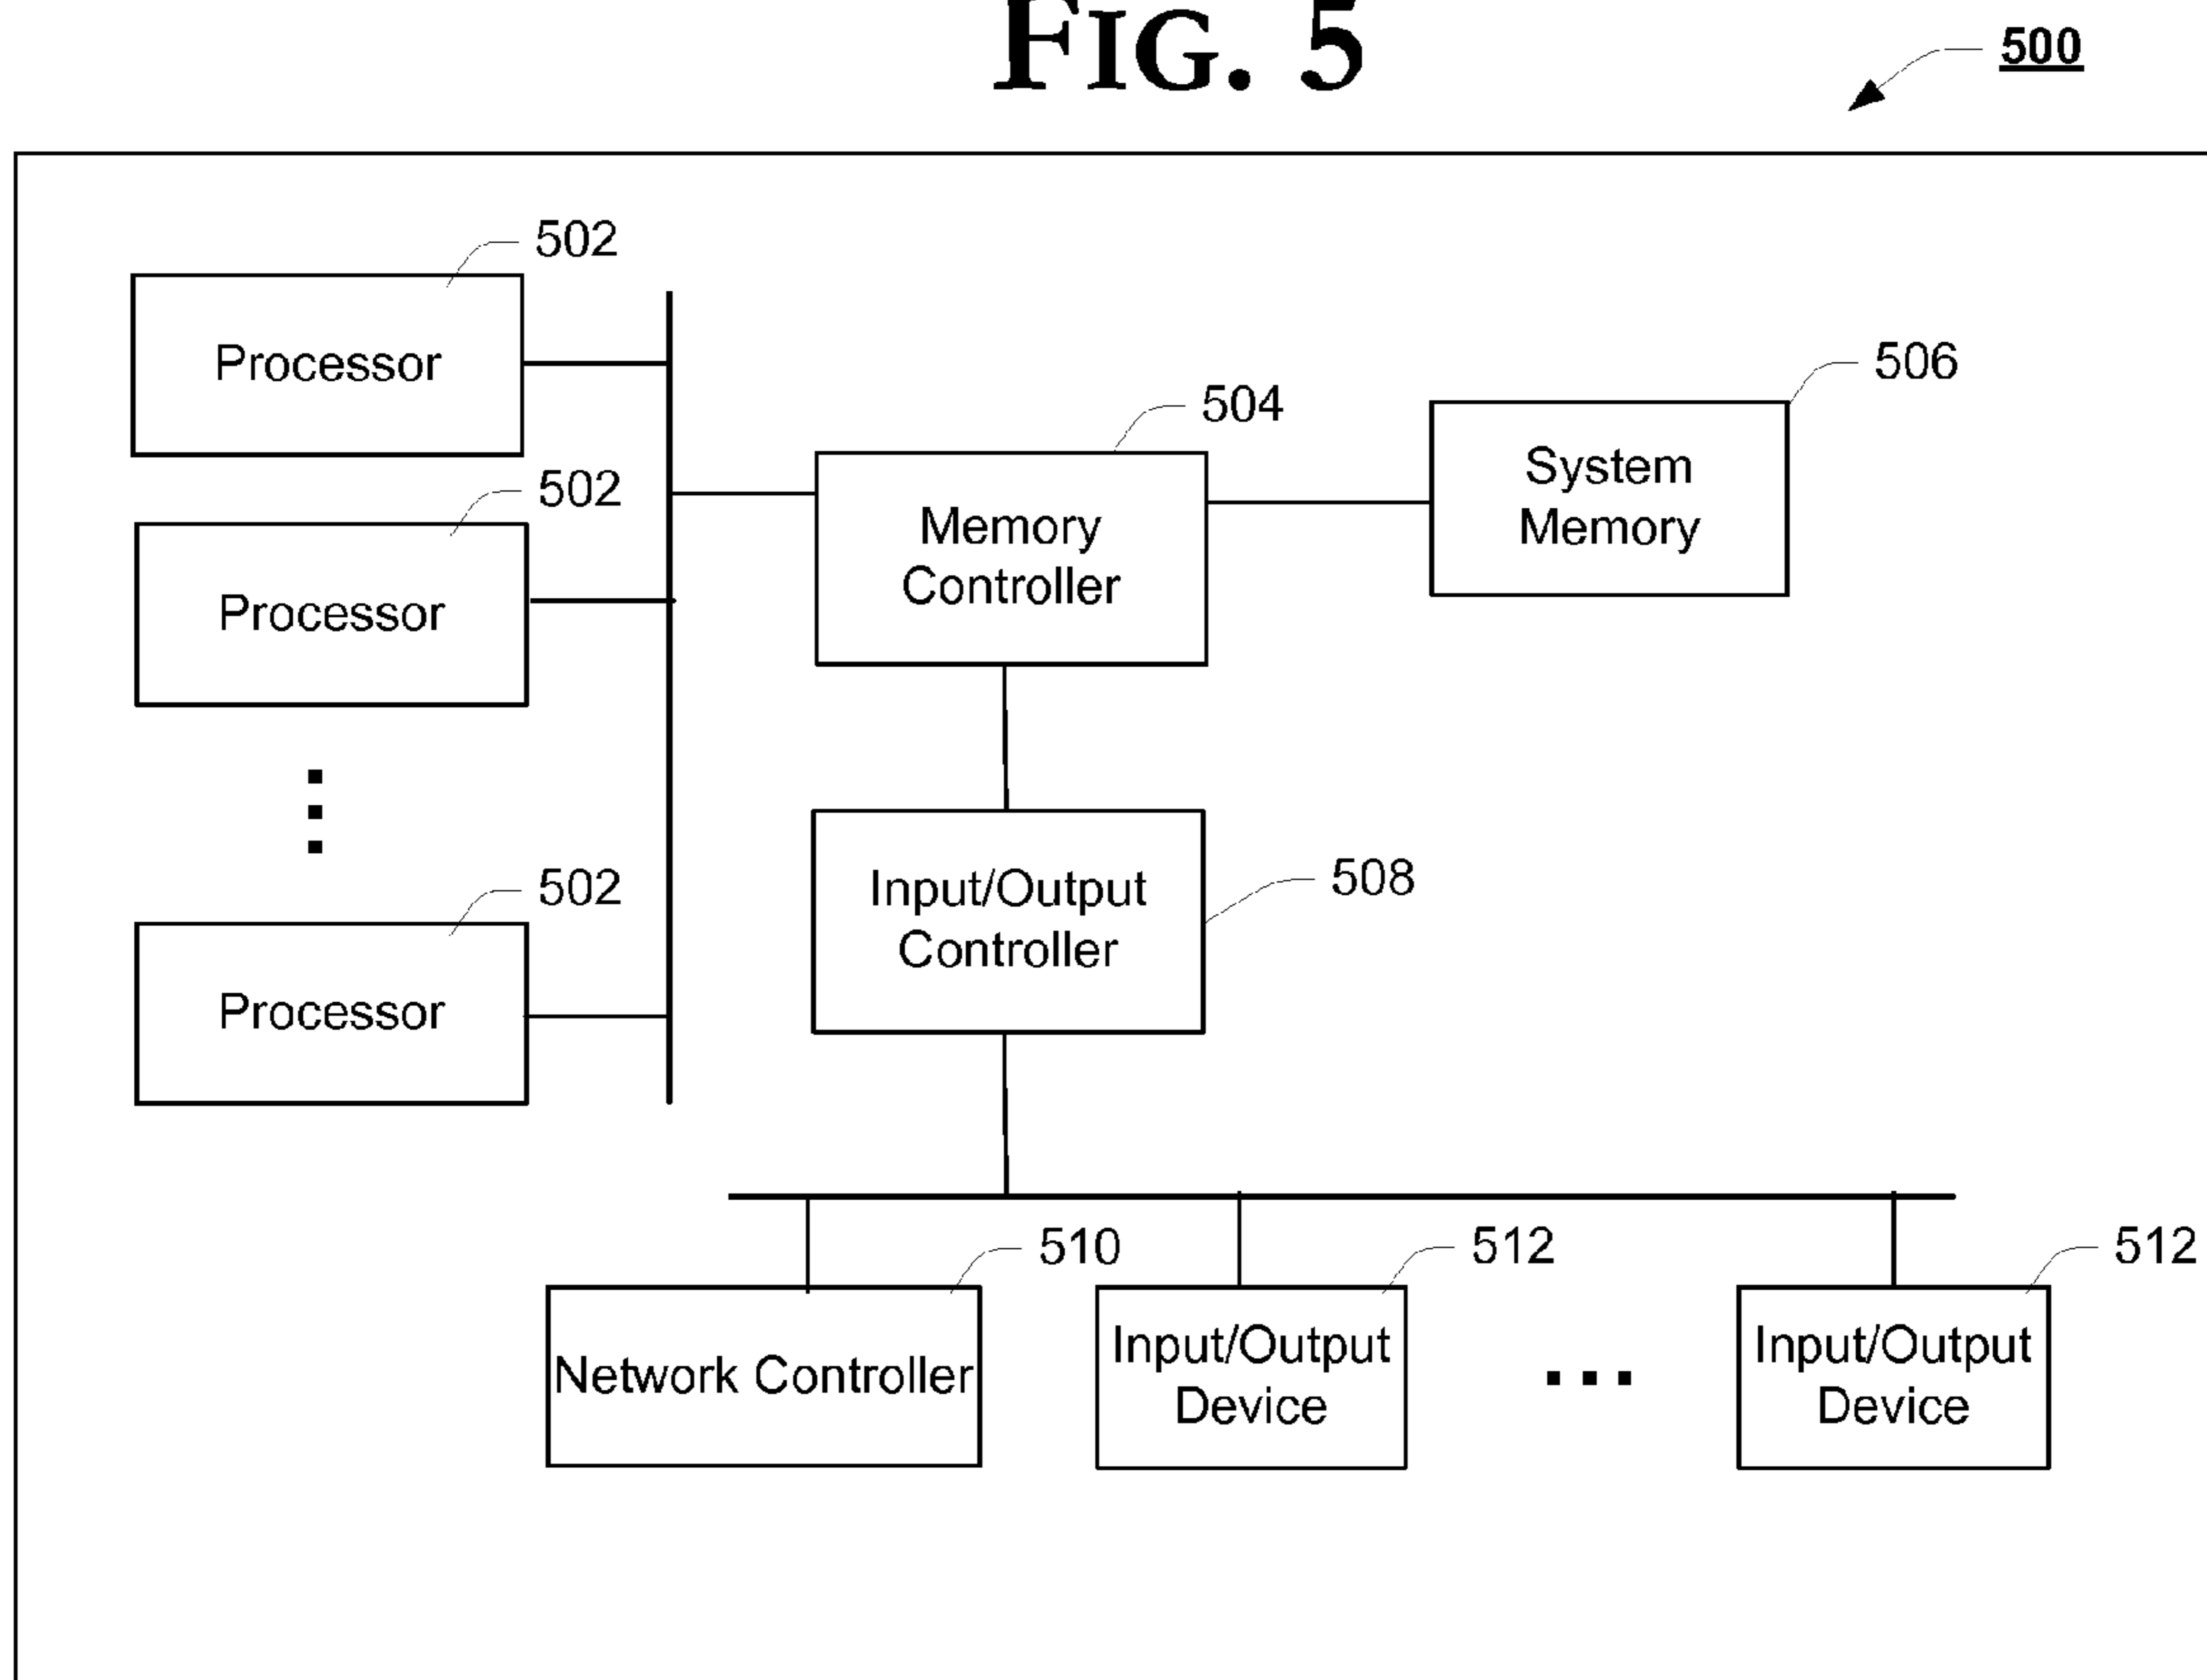 FIG. 5
500
502
Processor
502
Processor
502
Processor
504
Memory
Controller
506
System
Memory
508
Input/Output
Controller
510
Network Controller
512
Input/Output
Device
512
Input/Output
Device